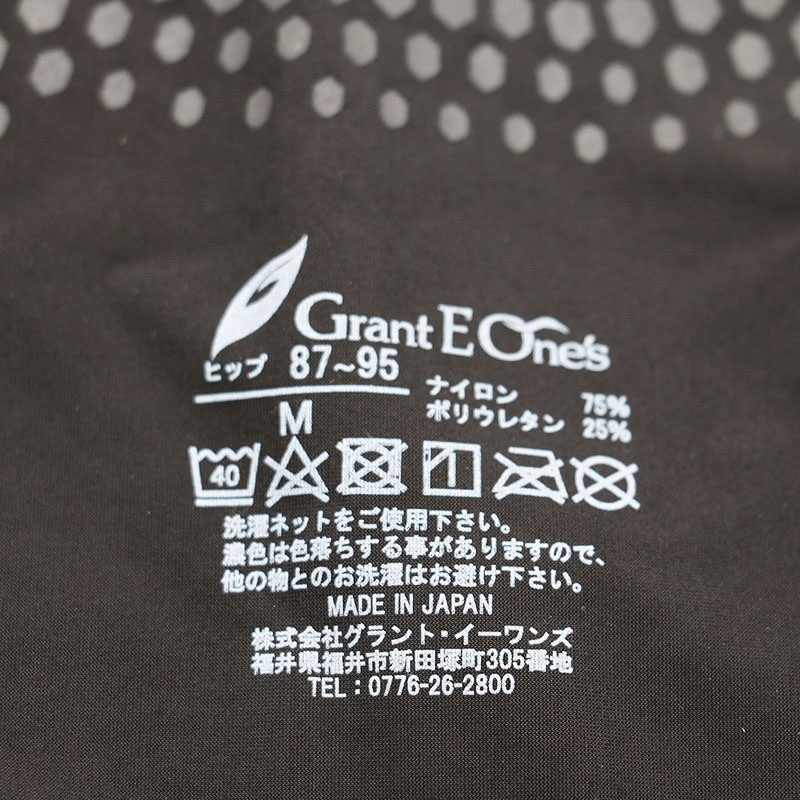 Grant E One's
ヒップ 87~95
M
ナイロン 75%
ポリウレタン 25%
40
洗濯ネットをご使用下さい。
濃色は色落ちする事がありますので、
他の物とのお洗濯はお避け下さい。
MADE IN JAPAN
株式会社グラント・イーワンズ
福井県福井市新田塚町305番地
TEL:0776-26-2800